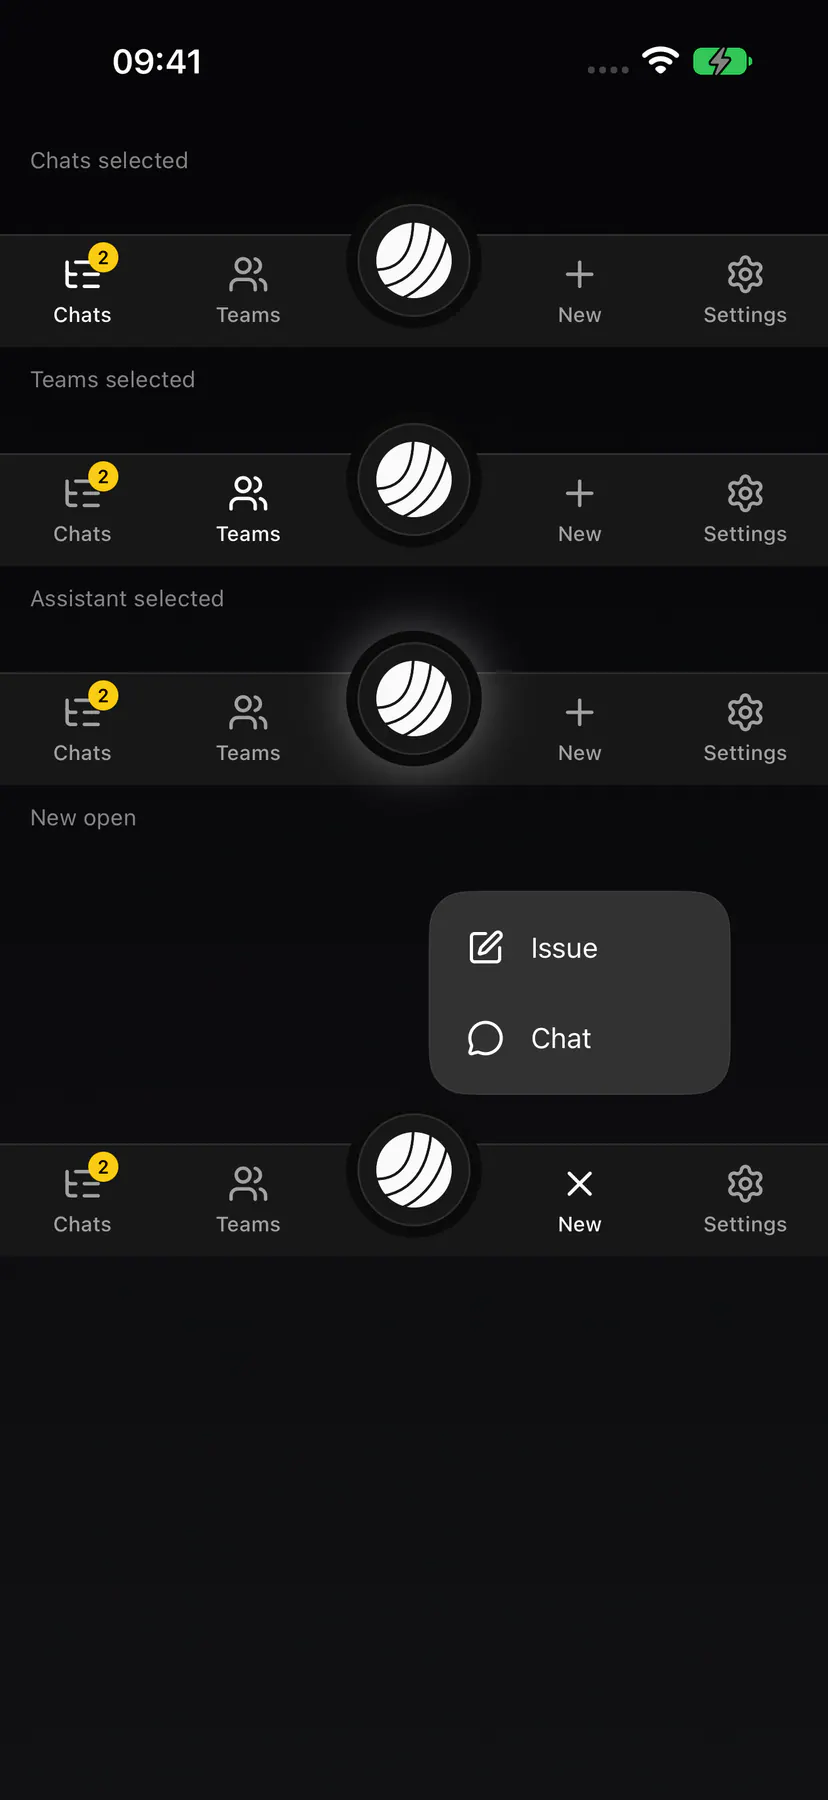 09:41
Chats selected
2
Chats Teams New Settings
Teams selected
2
Chats Teams New Settings
Assistant selected
2
Chats Teams New Settings
New open
Issue
Chat
2
Chats Teams New Settings